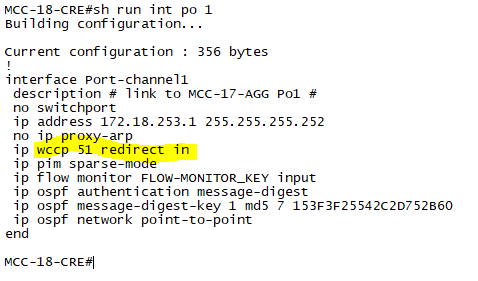 MCC-18-CRE#sh run int po 1
Building configuration...
Current configuration : 356 bytes
!
interface Port-channel1
description # link to MCC-17-AGG Po1 #
no switchport
ip address 172.18.253.1 255.255.255.252
no ip proxy-arp
ip wccp 51 redirect in
ip pim sparse-mode
ip flow monitor FLOW-MONITOR_KEY input
ip ospf authentication message-digest
ip ospf message-digest-key 1 md5 7 153F3F25542C2D752B60
ip ospf network point-to-point
end
MCC-18-CRE#